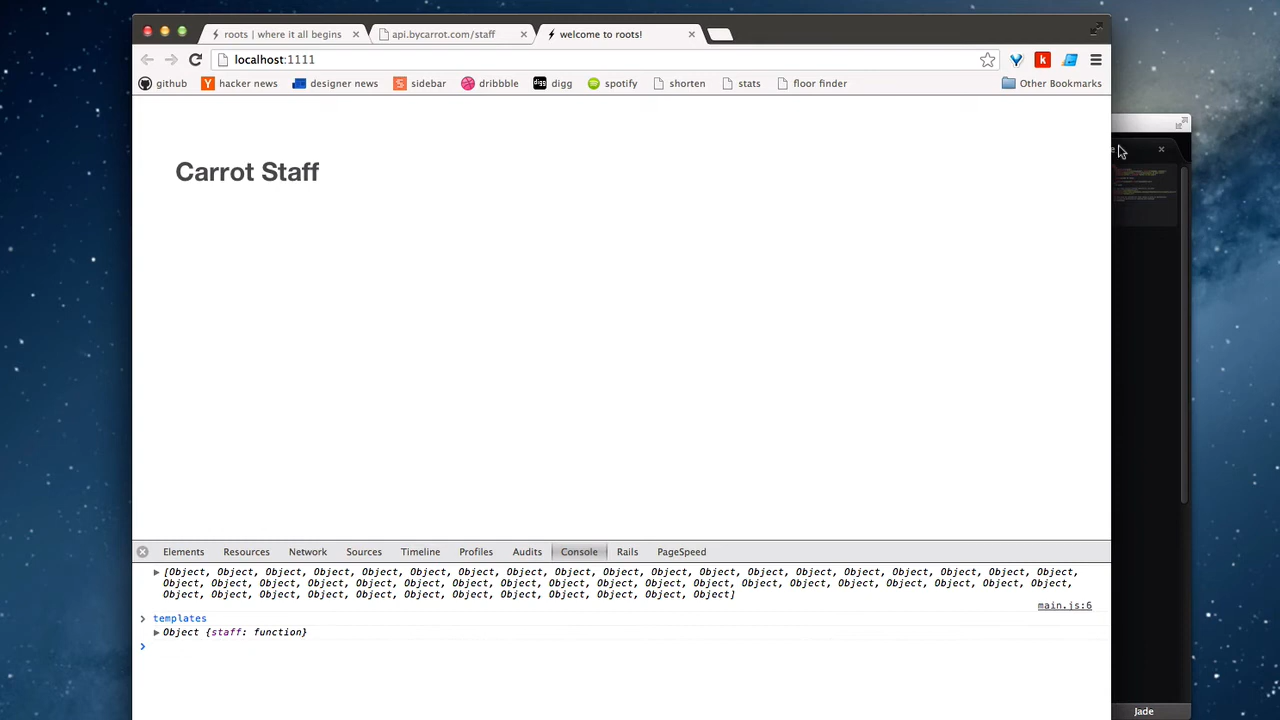 roots | where it all begins
api.bycarrot.com/staff
welcome to roots!
localhost:1111
github
hacker news
designer news
sidebar
dribbble
digg
digg
spotify
shorten
stats
floor finder
Other Bookmarks
Carrot Staff
Elements Resources Network Sources Timeline Profiles Audits Console Rails PageSpeed
[Object, Object, Object, Object, Object, Object, Object, Object, Object, Object, Object, Object, Object, Object, Object, Object, Object, Object, Object,
Object, Object, Object, Object, Object, Object, Object, Object, Object, Object, Object, Object, Object, Object, Object, Object, Object, Object, Object,
Object, Object, Object, Object, Object, Object, Object, Object, Object, Object, Object, Object]
main.js:6
templates
Object {staff: function}
Jade